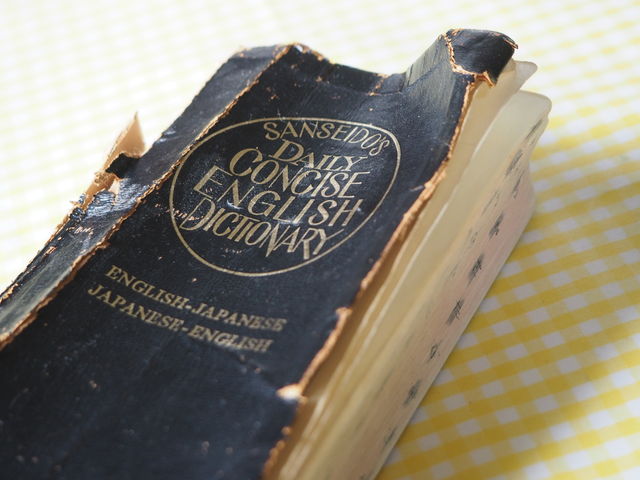 SANSEIDO'S
DAILY
CONCISE
ENGLISH
DICTIONARY
ENGLISH-JAPANESE
JAPANESE-ENGLISH